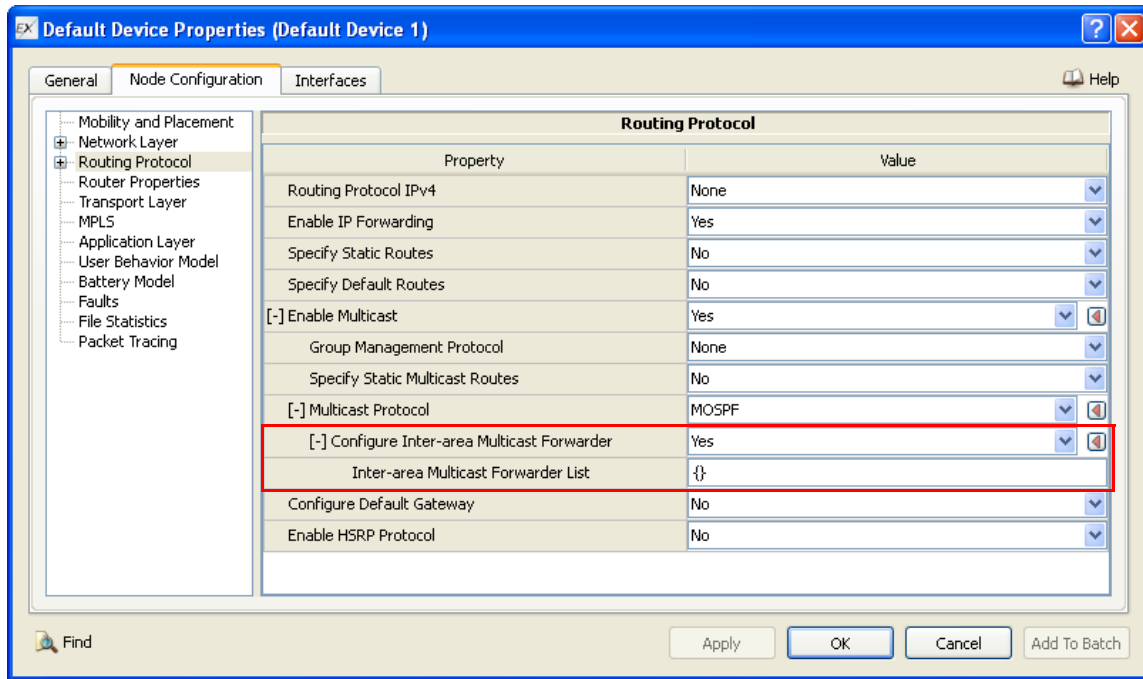 EX Default Device Properties (Default Device 1)
General Node Configuration Interfaces Help
Mobility and Placement
Network Layer
Routing Protocol
Router Properties
Transport Layer
MPLS
Application Layer
User Behavior Model
Battery Model
Faults
File Statistics
Packet Tracing
Routing Protocol
Property Value
Routing Protocol IPv4 None
Enable IP Forwarding Yes
Specify Static Routes No
Specify Default Routes No
[-] Enable Multicast Yes
Group Management Protocol None
Specify Static Multicast Routes No
[-] Multicast Protocol MOSPF
[-] Configure Inter-area Multicast Forwarder Yes
Inter-area Multicast Forwarder List {}
Configure Default Gateway No
Enable HSRP Protocol No
Find Apply OK Cancel Add To Batch